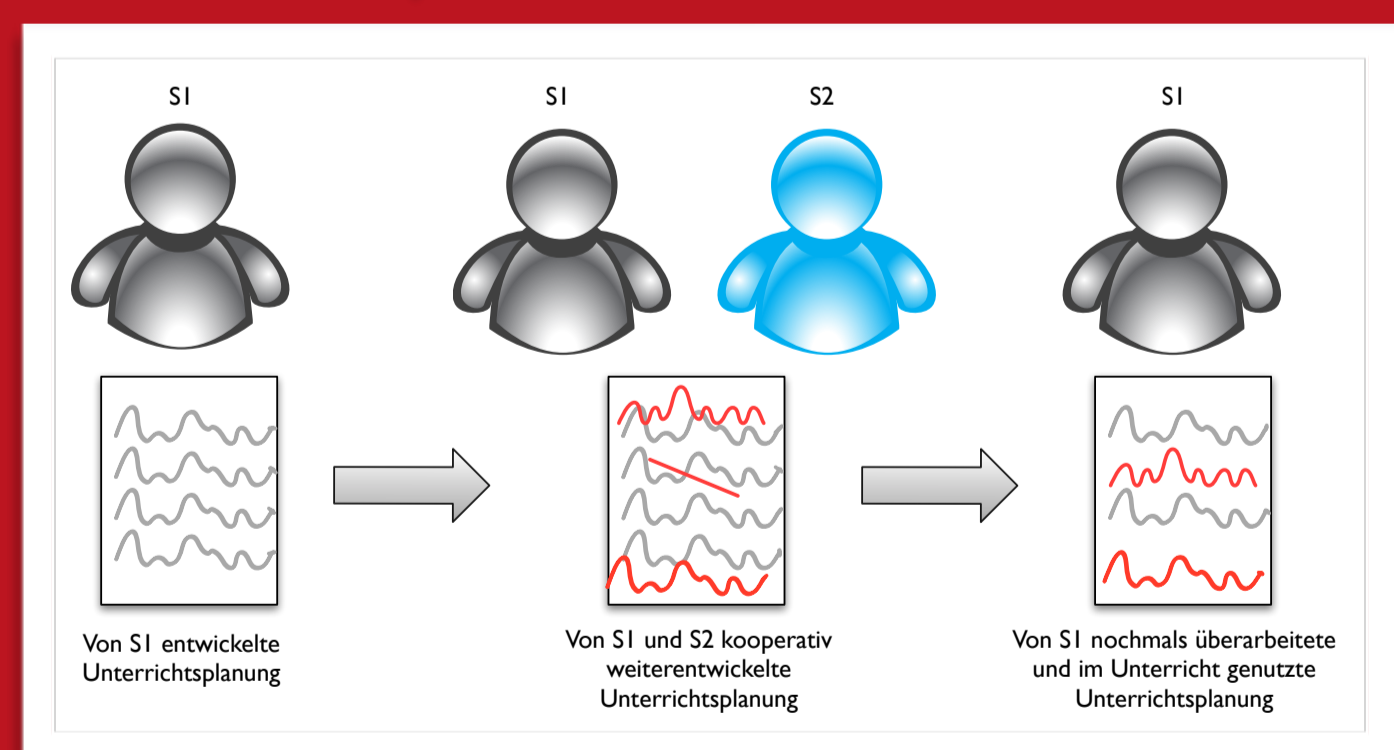 S1
S1
S2
S1
Von S1 entwickelte
Unterrichtsplanung
Von S1 und S2 kooperativ
weiterentwickelte
Unterrichtsplanung
Von S1 nochmals überarbeitete
und im Unterricht genutzte
Unterrichtsplanung